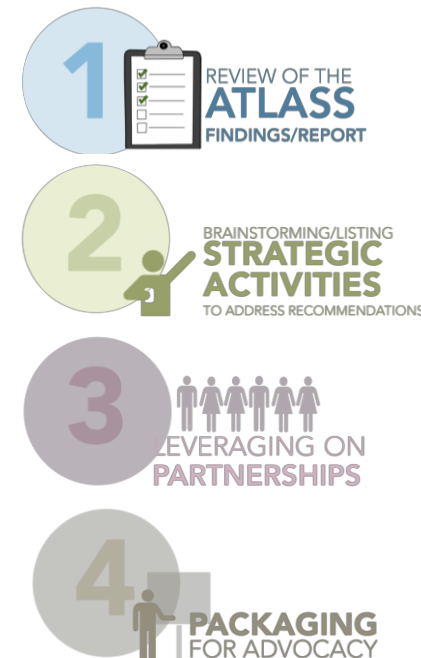 1
REVIEW OF THE
ATLASS
FINDINGS/REPORT
2
BRAINSTORMING/LISTING
STRATEGIC
ACTIVITIES
TO ADDRESS RECOMMENDATIONS
3
LEVERAGING ON
PARTNERSHIPS
4
PACKAGING
FOR ADVOCACY